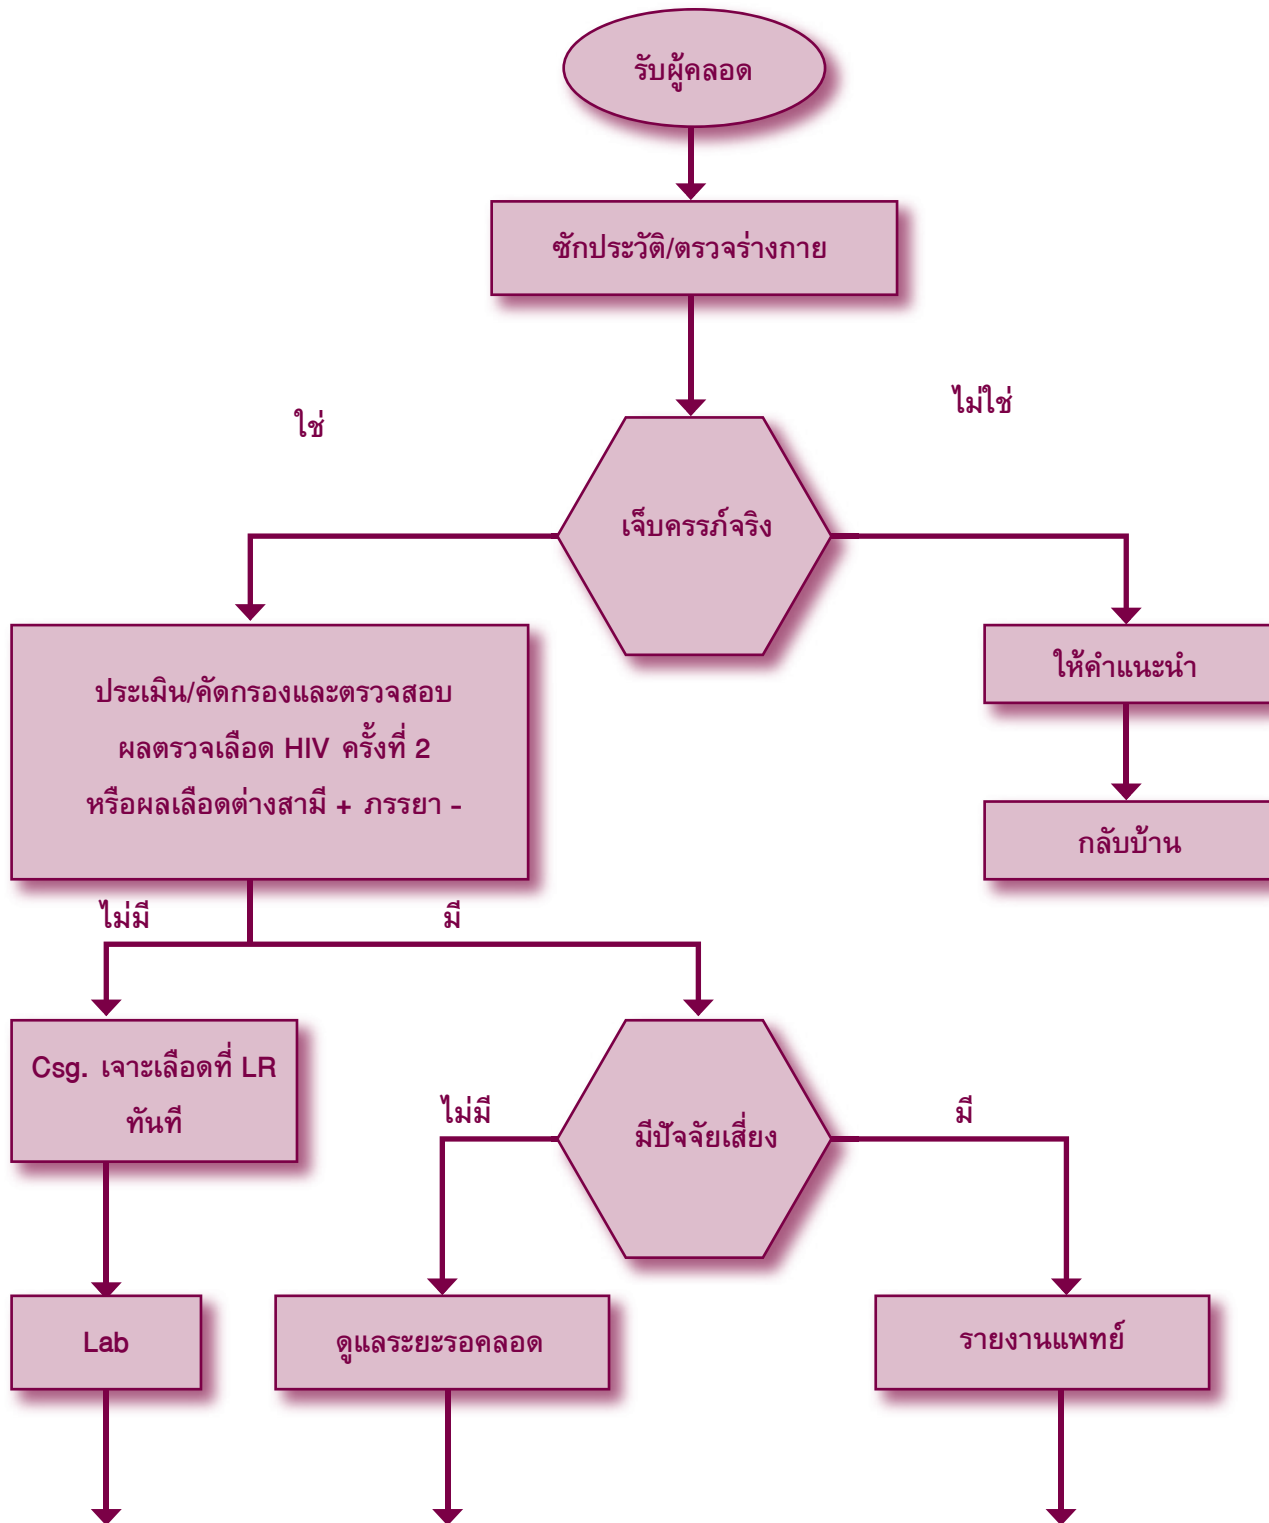 รับผู้คลอด
ซักประวัติ/ตรวจร่างกาย
ใช่
ไม่ใช่
เจ็บครรภ์จริง
ประเมิน/คัดกรองและตรวจสอบ
ผลตรวจเลือด HIV ครั้งที่ 2
หรือผลเลือดต่างสามี + ภรรยา -
ให้คำแนะนำ
กลับบ้าน
ไม่มี
มี
Csg. เจาะเลือดที่ LR
ทันที
ไม่มี
มีปัจจัยเสี่ยง
มี
Lab
ดูแลระยะรอคลอด
รายงานแพทย์